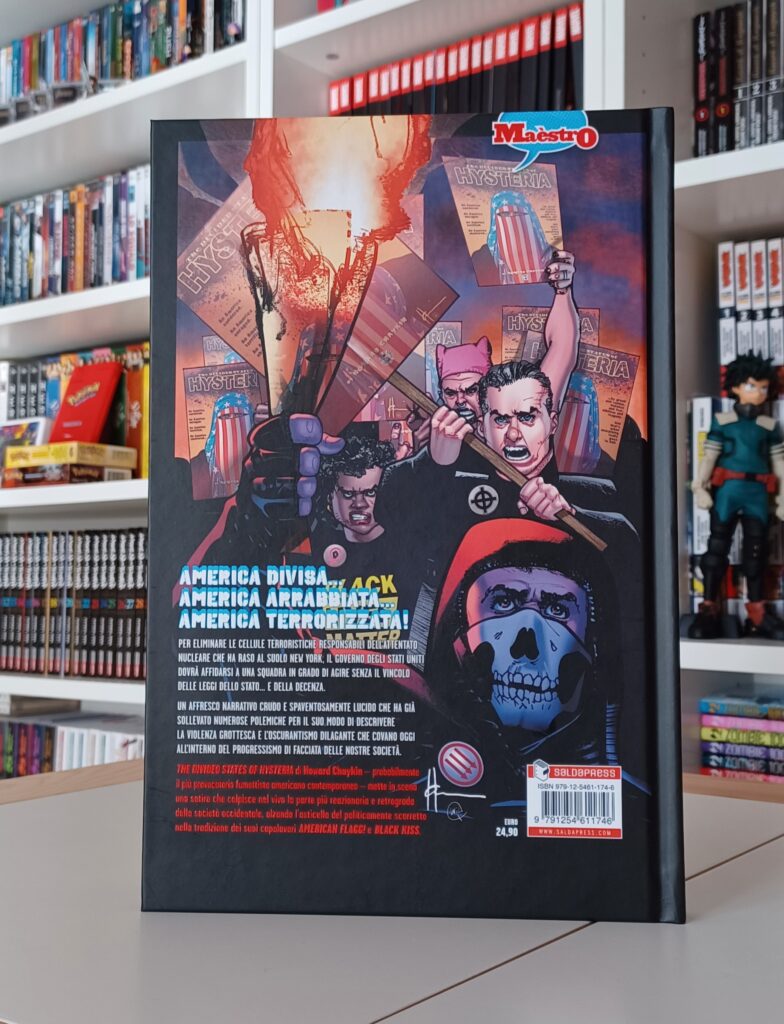 Maestro
HYSTERIA
HYSTERIA
HYSTERIA
HYSTERIA
HYSTERIA
BLACK
MATTER
AMERICA DIVISA...
AMERICA ARRABBIATA...
AMERICA TERRORIZZATA!
PER ELIMINARE LE CELLULE TERRORISTICHE RESPONSABILI DELL'ATTENTATO
NUCLEARE CHE HA RASO AL SUOLO NEW YORK, IL GOVERNO DEGLI STATI UNITI
DOVRÀ AFFIDARSI A UNA SQUADRA IN GRADO DI AGIRE SENZA IL VINCOLO
DELLE LEGGI DELLO STATO... E DELLA DECENZA.
UN AFFRESCO NARRATIVO CRUDO E SPAVENTOSAMENTE LUCIDO CHE HA GIÀ
SOLLEVATO NUMEROSE POLEMICHE PER IL SUO MODO DI DESCRIVERE
LA VIOLENZA GROTTESCA E L'OSCURANTISMO DILAGANTE CHE COVANO OGGI
ALL'INTERNO DEL PROGRESSISMO DI FACCIATA DELLE NOSTRE SOCIETÀ.
THE DIVIDED STATES OF HYSTERIA di Howard Chaykin – probabilmente
il più provocatorio fumettista americano contemporaneo – mette in scena
una satira che colpisce nel vivo la parte più reazionaria e retrograda
della società occidentale, alzando l'asticella del politicamente scorretto
nella tradizione dei suoi capolavori AMERICAN FLAGG! e BLACK KISS.
EURO
24,90
SALDAPRESS
ISBN 979-12-5461-174-6
9 791254 611746
WWW.SALDAPRESS.COM